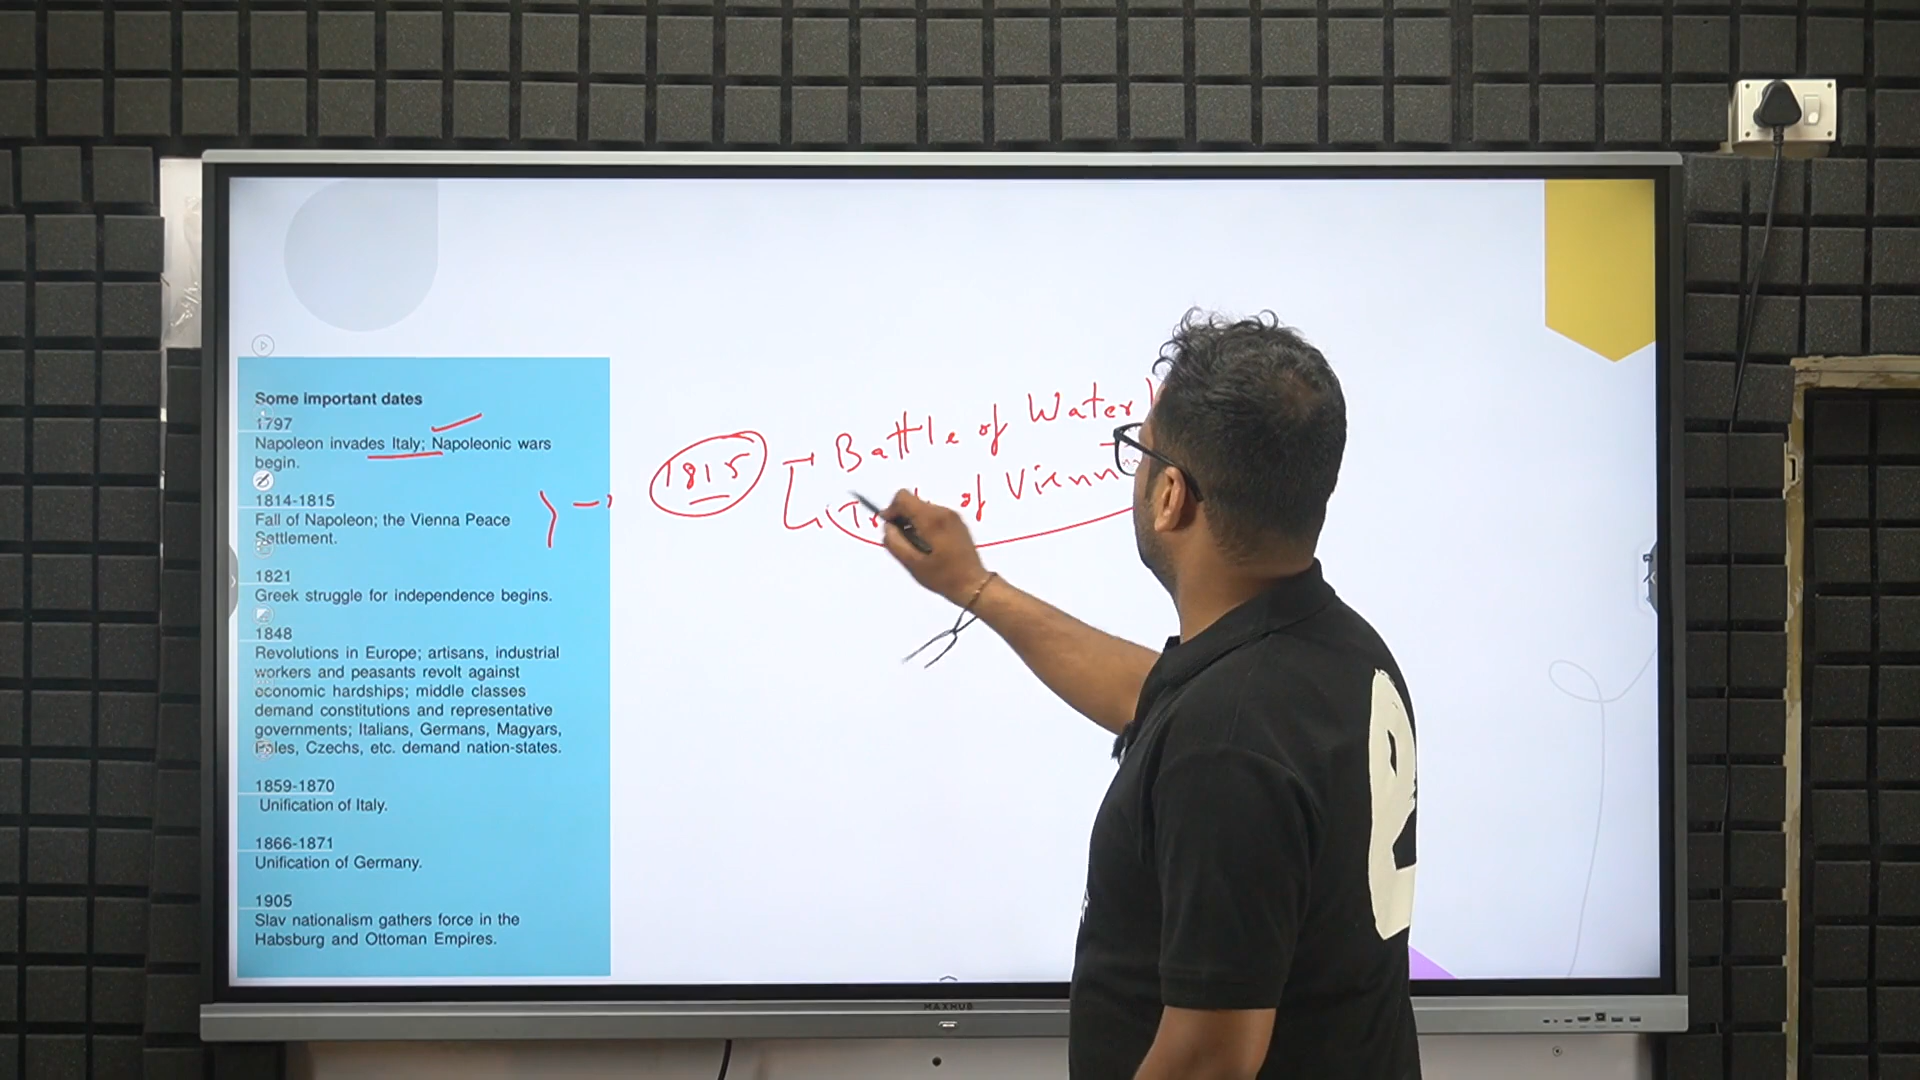 Some important dates
1797
Napoleon invades Italy; Napoleonic wars
begin.
1814-1815
Fall of Napoleon; the Vienna Peace
Settlement.
1821
Greek struggle for independence begins.
1848
Revolutions in Europe; artisans, industrial
workers and peasants revolt against
economic hardships; middle classes
demand constitutions and representative
governments; Italians, Germans, Magyars,
Poles, Czechs, etc. demand nation-states.
1859-1870
Unification of Italy.
1866-1871
Unification of Germany.
1905
Slav nationalism gathers force in the
Habsburg and Ottoman Empires.
1815
Battle of Water
of Vienn
MAXHUB